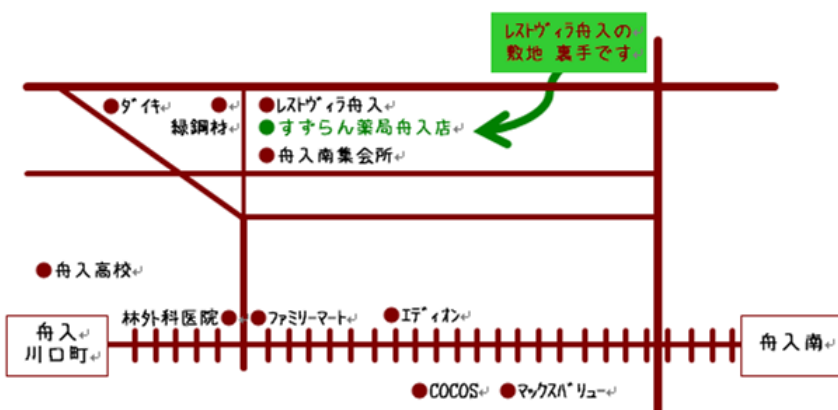 レストヴィラ舟入の
敷地 裏手です
ダイキ
緑鋼材
レストヴィラ舟入
すずらん薬局舟入店
舟入南集会所
舟入高校
林外科医院
ファミリーマート
エディオン
舟入
川口町
舟入南
COCOS
マックスバリュー